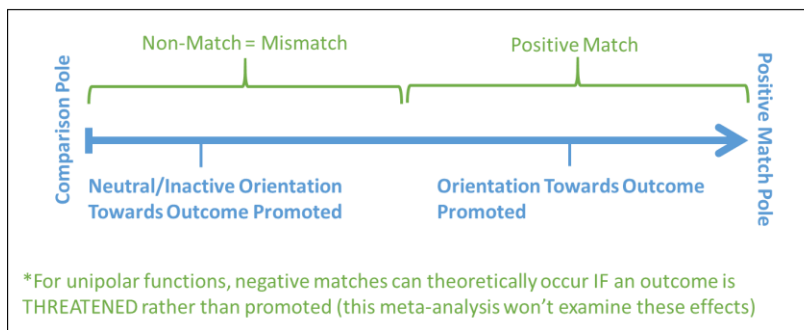 Non-Match = Mismatch
Positive Match
Comparison Pole
Positive Match Pole
Neutral/Inactive Orientation
Towards Outcome Promoted
Orientation Towards Outcome
Promoted
*For unipolar functions, negative matches can theoretically occur IF an outcome is
THREATENED rather than promoted (this meta-analysis won't examine these effects)